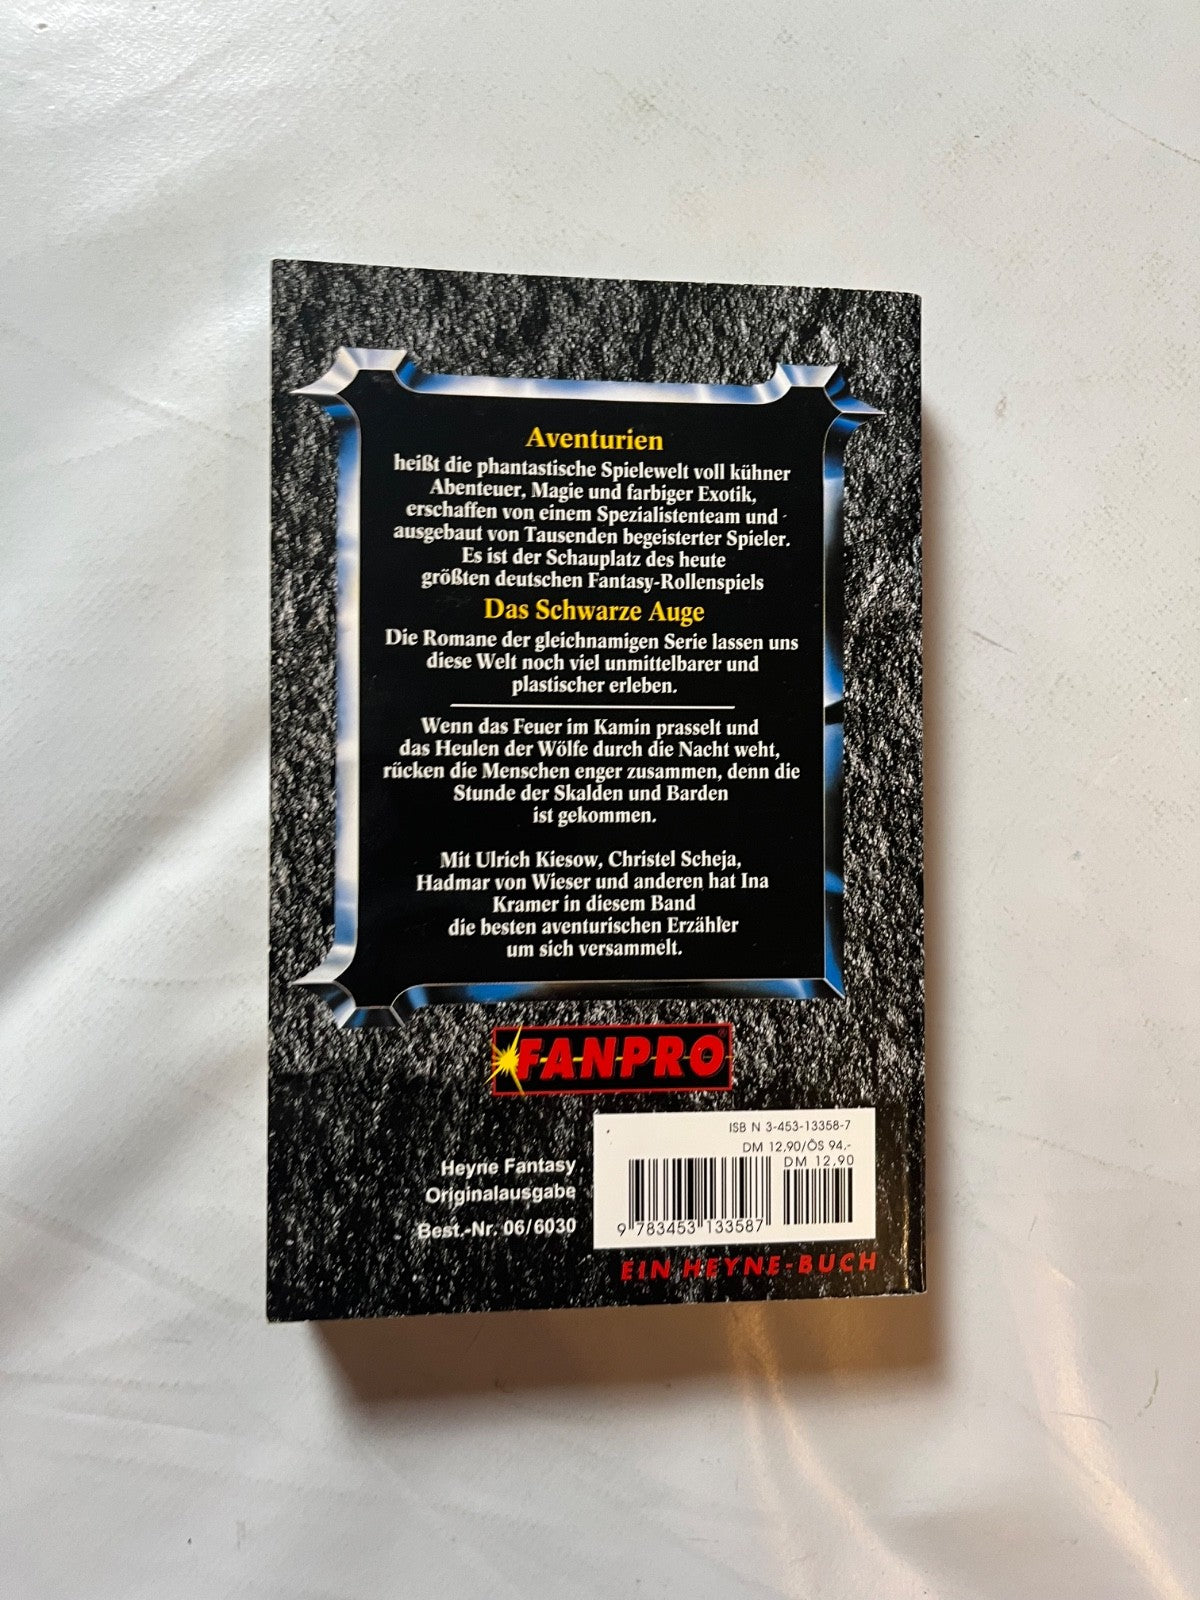 Aventurien
heißt die phantastische Spielewelt voll kühner
Abenteuer, Magie und farbiger Exotik,
erschaffen von einem Spezialistenteam und
ausgebaut von Tausenden begeisterter Spieler.
Es ist der Schauplatz des heute
größten deutschen Fantasy-Rollenspiels
Das Schwarze Auge
Die Romane der gleichnamigen Serie lassen uns
diese Welt noch viel unmittelbarer und
plastischer erleben.
Wenn das Feuer im Kamin prasselt und
das Heulen der Wölfe durch die Nacht weht,
rücken die Menschen enger zusammen, denn die
Stunde der Skalden und Barden
ist gekommen.
Mit Ulrich Kiesow, Christel Scheja,
Hadmar von Wieser und anderen hat Ina
Kramer in diesem Band
die besten aventurischen Erzähler
um sich versammelt.
FANPRO®
Heyne Fantasy
Originalausgabe
Best.-Nr. 06/6030
ISBN 3-453-13358-7
DM 12,90/ÖS 94.-
DM 12,90
9 783453 133587
EIN HEYNE-BUCH